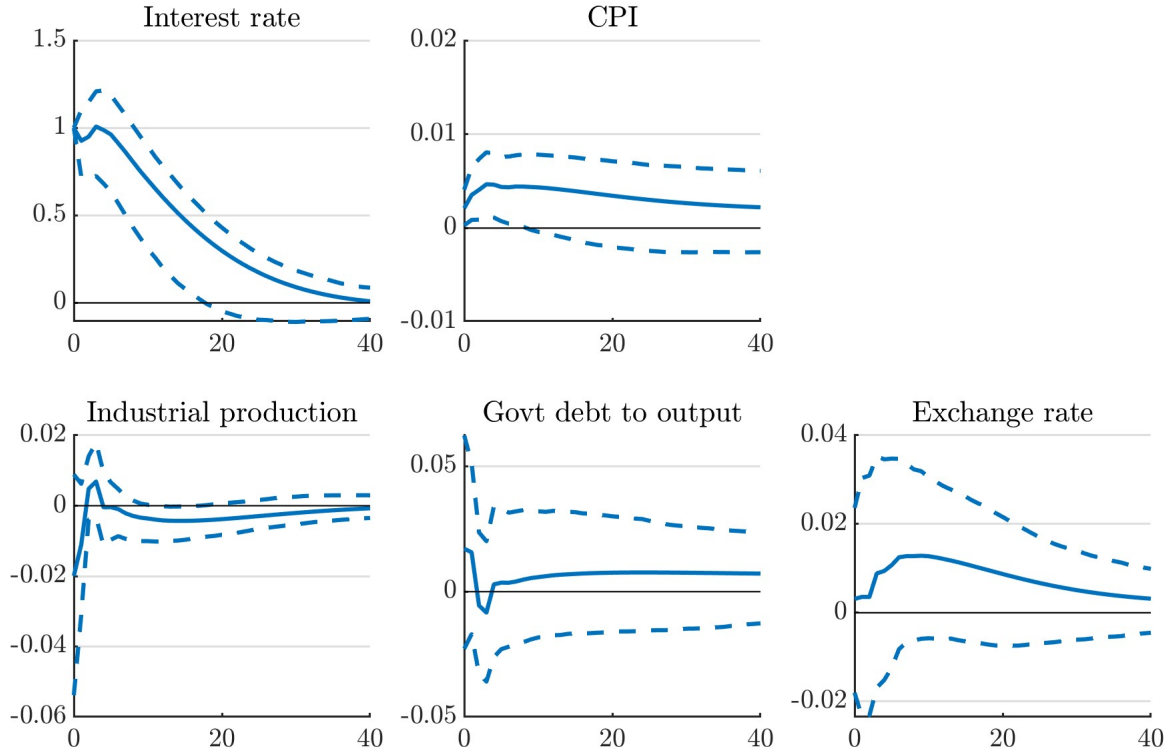 Interest rate
1.5
1
0.5
0
0 20 40
CPI
0.02
0.01
0
-0.01
0 20 40
Industrial production
0.02
0
-0.02
-0.04
-0.06
0 20 40
Govt debt to output
0.05
0
-0.05
0 20 40
Exchange rate
0.04
0.02
0
-0.02
0 20 40